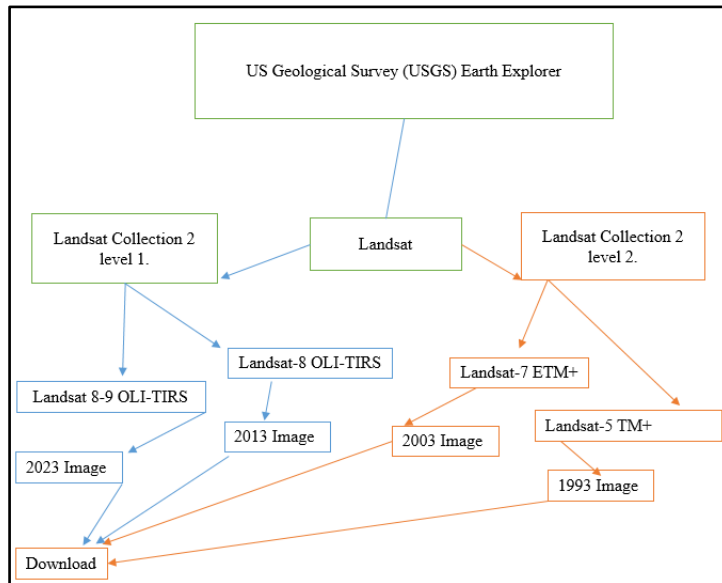 US Geological Survey (USGS) Earth Explorer
Landsat Collection 2
level 1.
Landsat
Landsat Collection 2
level 2.
Landsat 8-9 OLI-TIRS
Landsat-8 OLI-TIRS
Landsat-7 ETM+
Landsat-5 TM+
2023 Image
2013 Image
2003 Image
1993 Image
Download